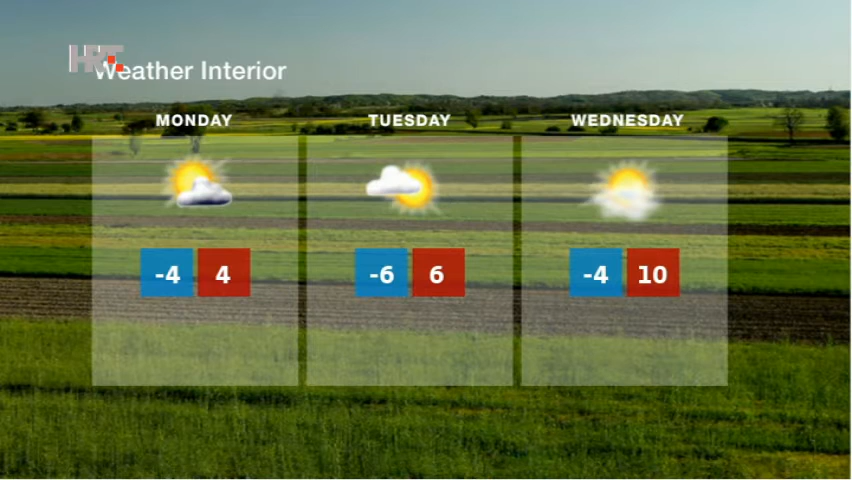 HRT
Weather Interior
MONDAY TUESDAY WEDNESDAY
-4 4 -6 6 -4 10